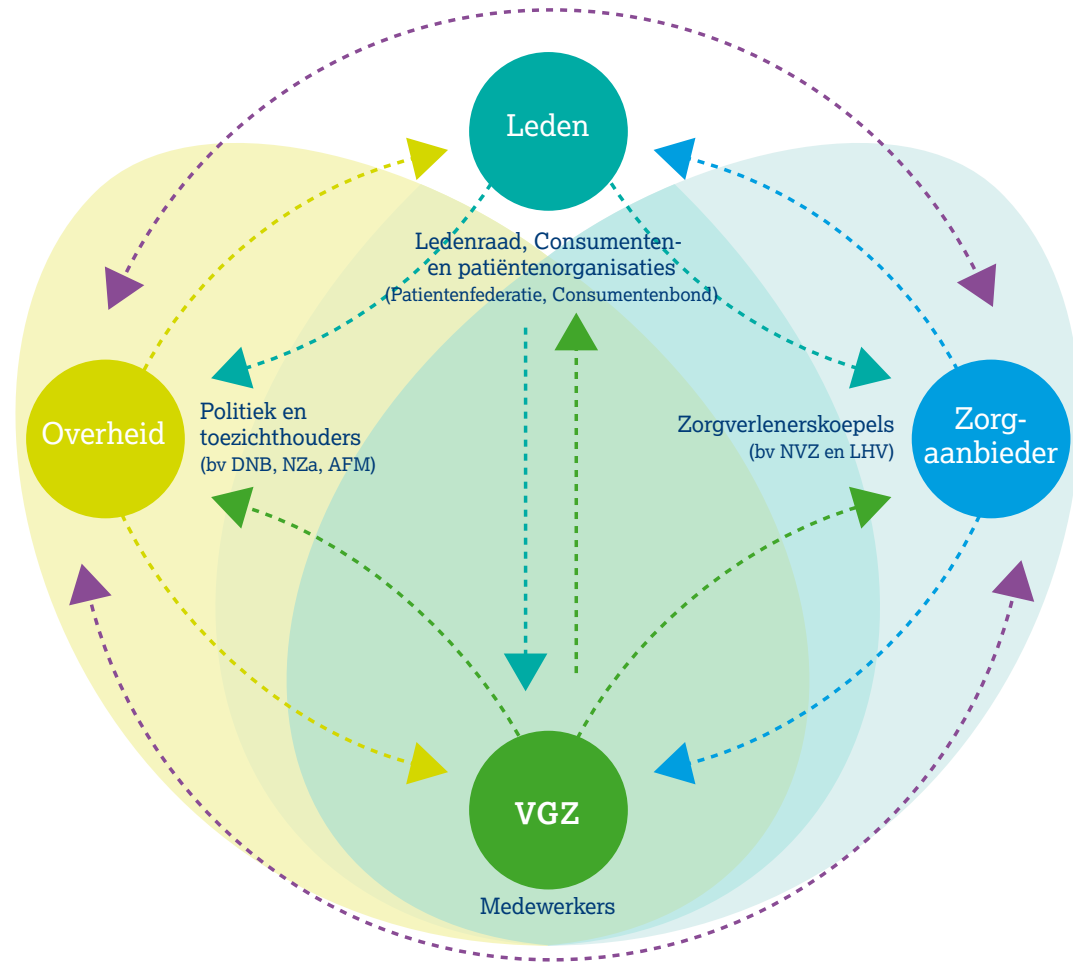 Leden
Ledenraad, Consumenten-
en patiëntenorganisaties
(Patientenfederatie, Consumentenbond)
Overheid
Politiek en
toezichthouders
(bv DNB, NZa, AFM)
Zorgverlenerskoepels
(bv NVZ en LHV)
Zorg-
aanbieder
VGZ
Medewerkers